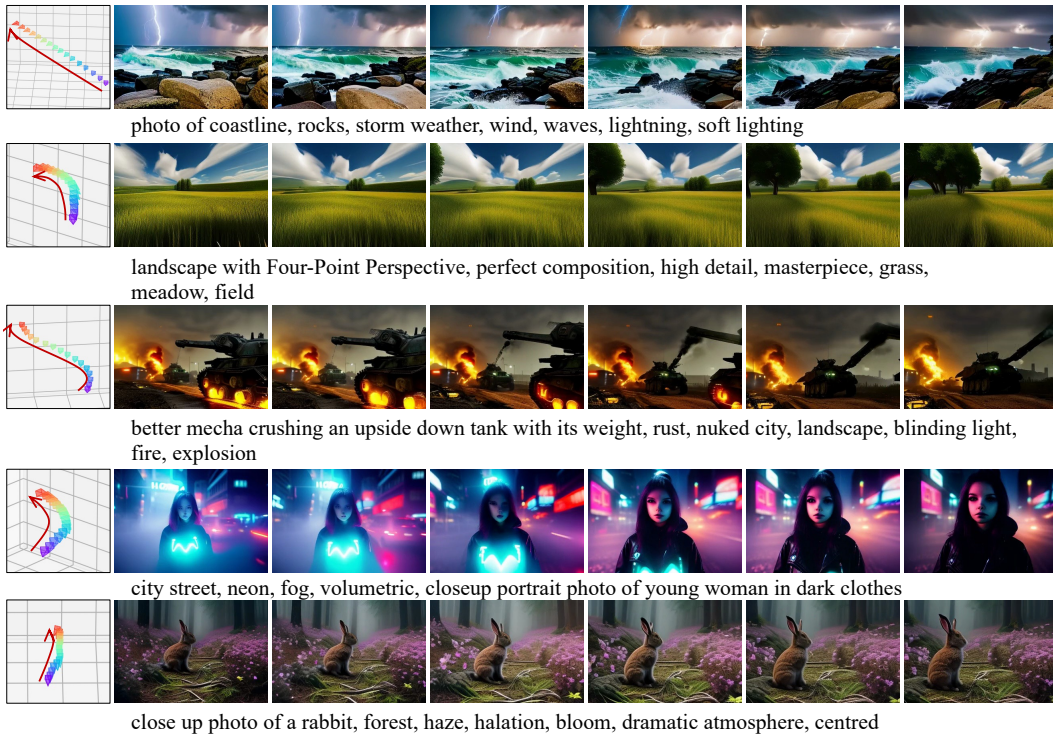 photo of coastline, rocks, storm weather, wind, waves, lightning, soft lighting
landscape with Four-Point Perspective, perfect composition, high detail, masterpiece, grass,
meadow, field
better mecha crushing an upside down tank with its weight, rust, nuked city, landscape, blinding light,
fire, explosion
city street, neon, fog, volumetric, closeup portrait photo of young woman in dark clothes
close up photo of a rabbit, forest, haze, halation, bloom, dramatic atmosphere, centred